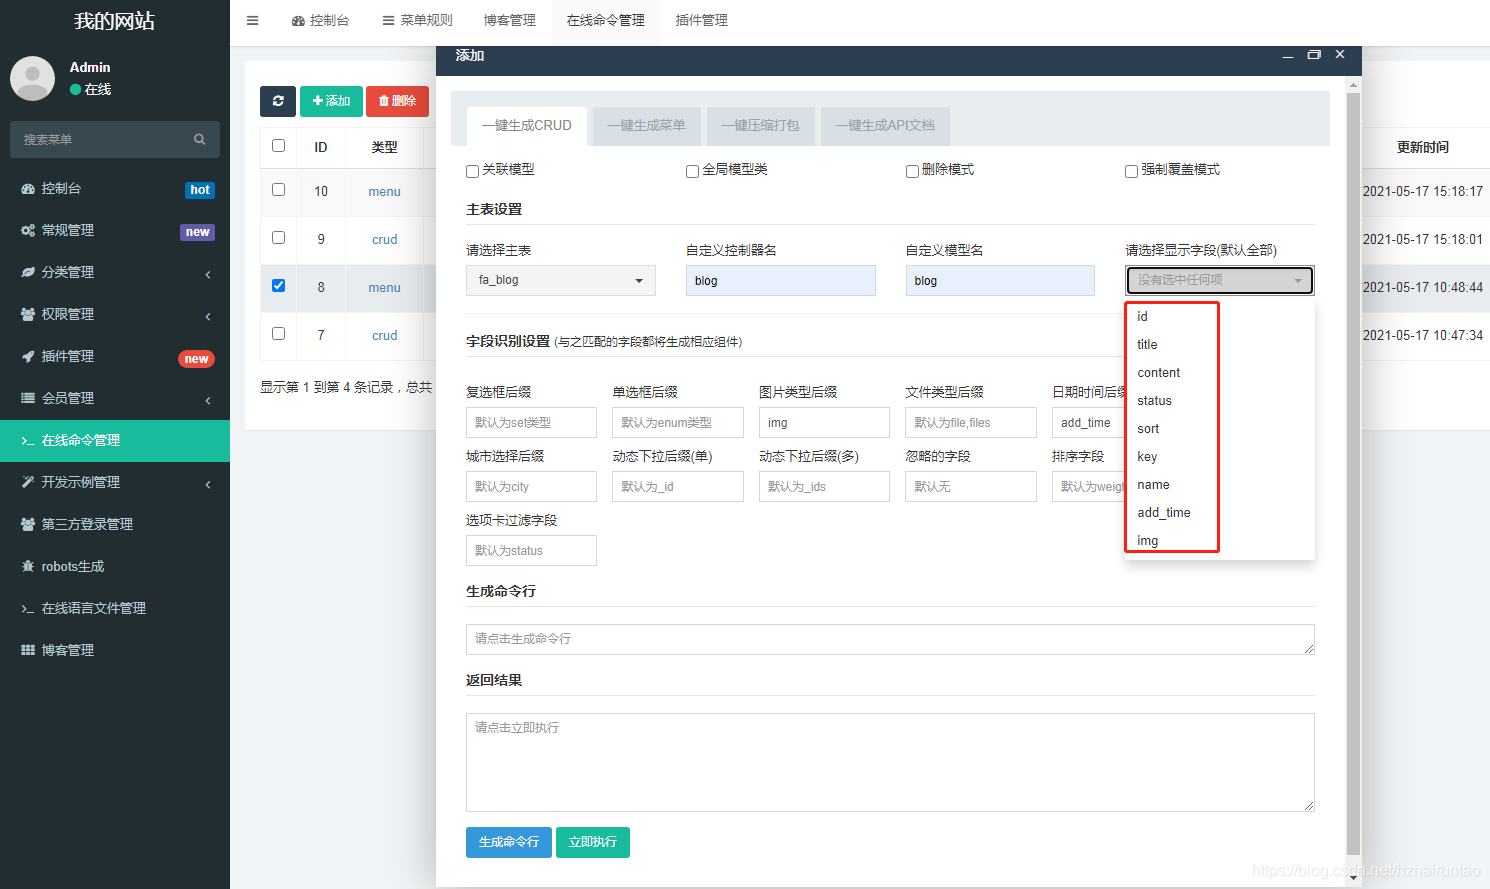 我的网站
Admin
在线
搜索菜单
控制台 hot
常规管理 new
分类管理
权限管理
插件管理 new
会员管理
在线命令管理
开发示例管理
第三方登录管理
robots生成
在线语言文件管理
博客管理
控制台 菜单规则 博客管理 在线命令管理 插件管理
添加 删除
ID 类型 更新时间
10 menu 2021-05-17 15:18:17
9 crud 2021-05-17 15:18:01
8 menu 2021-05-17 10:48:44
7 crud 2021-05-17 10:47:34
显示第 1 到第 4 条记录，总共
添加
一键生成CRUD 一键生成菜单 一键压缩打包 一键生成API文档
关联模型 全局模型类 删除模式 强制覆盖模式
主表设置
请选择主表 自定义控制器名 自定义模型名 请选择显示字段(默认全部)
fa_blog blog blog 没有选中任何项
id
title
content
status
sort
key
name
add_time
img
字段识别设置 (与之匹配的字段都将生成相应组件)
复选框后缀 单选框后缀 图片类型后缀 文件类型后缀 日期时间后缀
默认为set类型 默认为enum类型 img 默认为file,files add_time
城市选择后缀 动态下拉后缀(单) 动态下拉后缀(多) 忽略的字段 排序字段
默认为city 默认为_id 默认为_ids 默认无 默认为weigh
选项卡过滤字段
默认为status
生成命令行
请点击生成命令行
返回结果
请点击立即执行
生成命令行 立即执行
https://blog.csdn.net/hzhairuntao